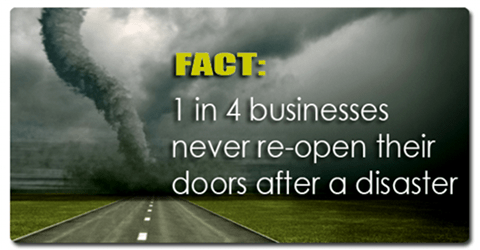 FACT:
1 in 4 businesses
never re-open their
doors after a disaster